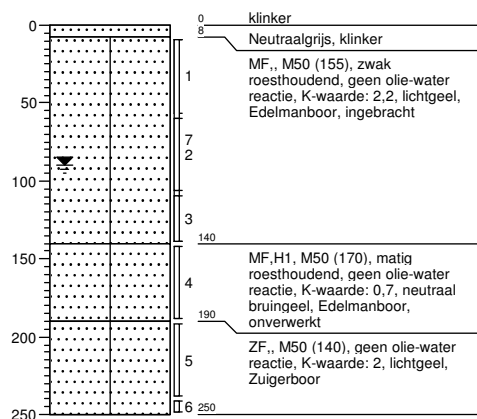 0
50
100
150
200
250
1
7
2
3
4
5
6
0
klinker
8
Neutraalgrijs, klinker
MF,, M50 (155), zwak
roesthoudend, geen olie-water
reactie, K-waarde: 2,2, lichtgeel,
Edelmanboor, ingebracht
140
MF,H1, M50 (170), matig
roesthoudend, geen olie-water
reactie, K-waarde: 0,7, neutraal
bruingeel, Edelmanboor,
onverwerkt
190
ZF,, M50 (140), geen olie-water
reactie, K-waarde: 2, lichtgeel,
Zuigerboor
250